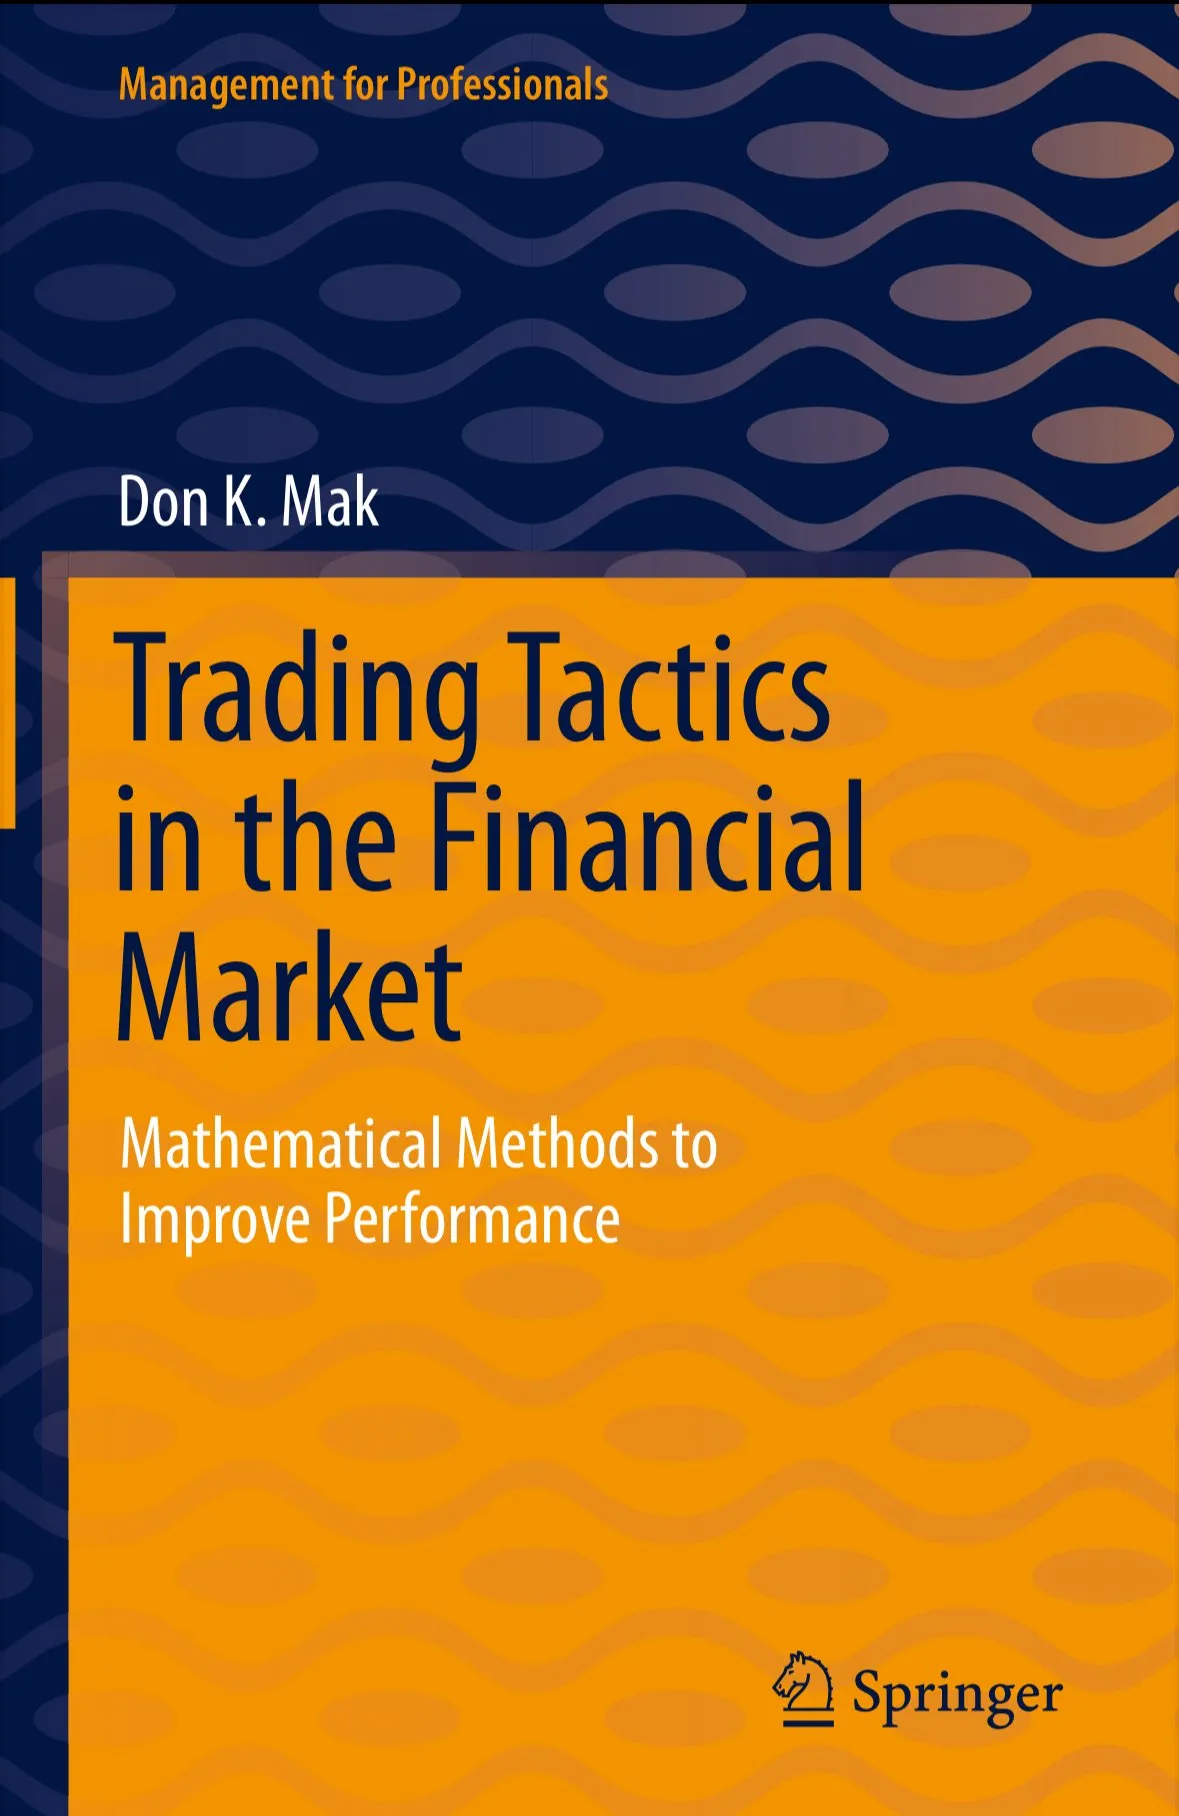 Management for Professionals
Don K. Mak
Trading Tactics
in the Financial
Market
Mathematical Methods to
Improve Performance
Springer